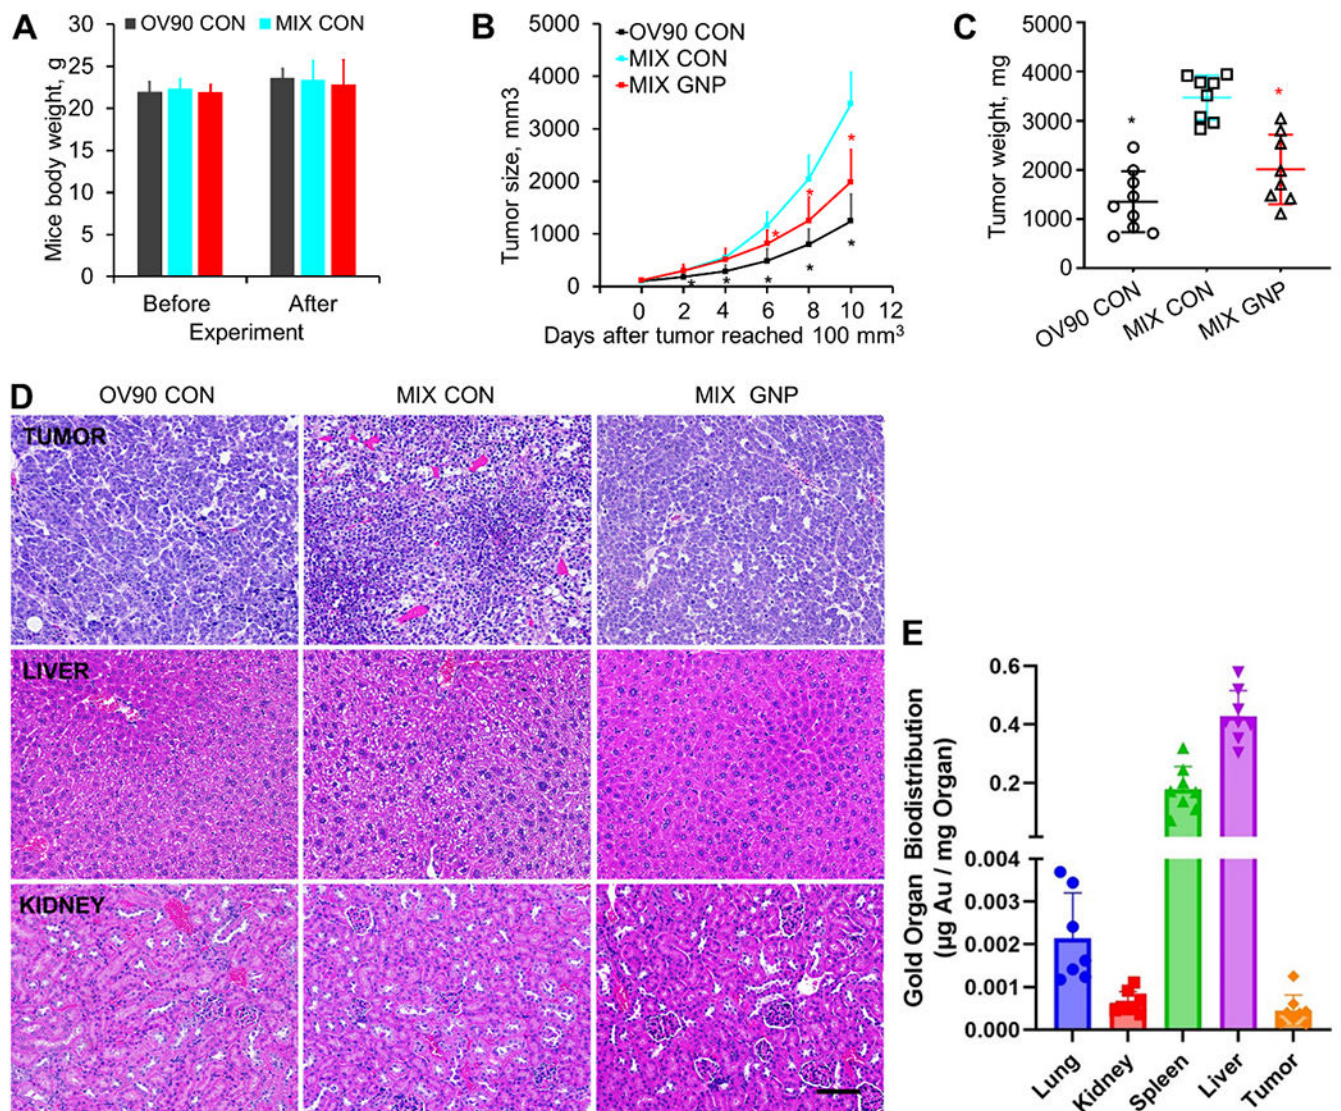 A
30
25
20
15
10
5
0
Mice body weight, g
OV90 CON
MIX CON
Before
After
Experiment
B
5000
4000
3000
2000
1000
0
Tumor size, mm3
OV90 CON
MIX CON
MIX GNP
*
*
*
*
*
*
*
*
0 2 4 6 8 10 12
Days after tumor reached 100 mm3
C
5000
4000
3000
2000
1000
0
Tumor weight, mg
*
*
OV90 CON
MIX CON
MIX GNP
D
OV90 CON
MIX CON
MIX GNP
TUMOR
LIVER
KIDNEY
E
Gold Organ Biodistribution
(µg Au / mg Organ)
0.6
0.4
0.2
0.004
0.003
0.002
0.001
0.000
Lung
Kidney
Spleen
Liver
Tumor